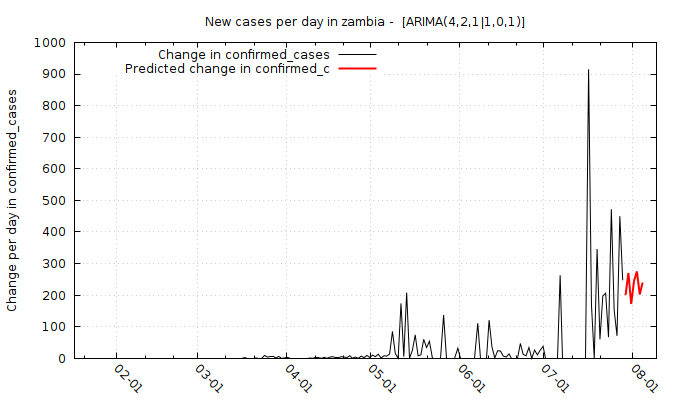 New cases per day in zambia -  [ARIMA(4,2,1|1,0,1)]
Change in confirmed_cases
Predicted change in confirmed_c
Change per day in confirmed_cases
1000
900
800
700
600
500
400
300
200
100
0
02-01 03-01 04-01 05-01 06-01 07-01 08-01